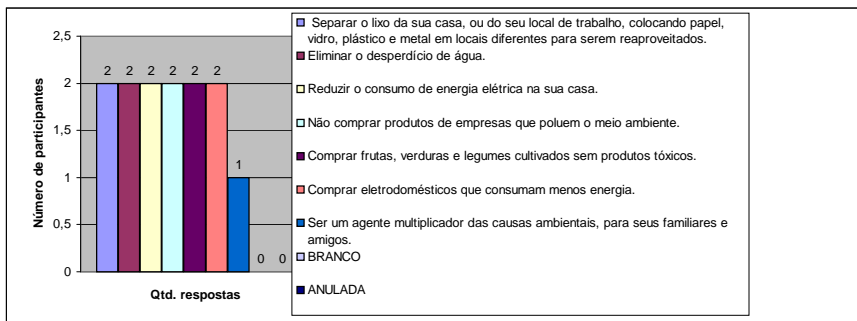 Número de participantes
2,5
2
1,5
1
0,5
0
2 2 2 2 2 2
1
0 0
Qtd. respostas
Separar o lixo da sua casa, ou do seu local de trabalho, colocando papel,
vidro, plástico e metal em locais diferentes para serem reaproveitados.
Eliminar o desperdício de água.
Reduzir o consumo de energia elétrica na sua casa.
Não comprar produtos de empresas que poluem o meio ambiente.
Comprar frutas, verduras e legumes cultivados sem produtos tóxicos.
Comprar eletrodomésticos que consumam menos energia.
Ser um agente multiplicador das causas ambientais, para seus familiares e
amigos.
BRANCO
ANULADA